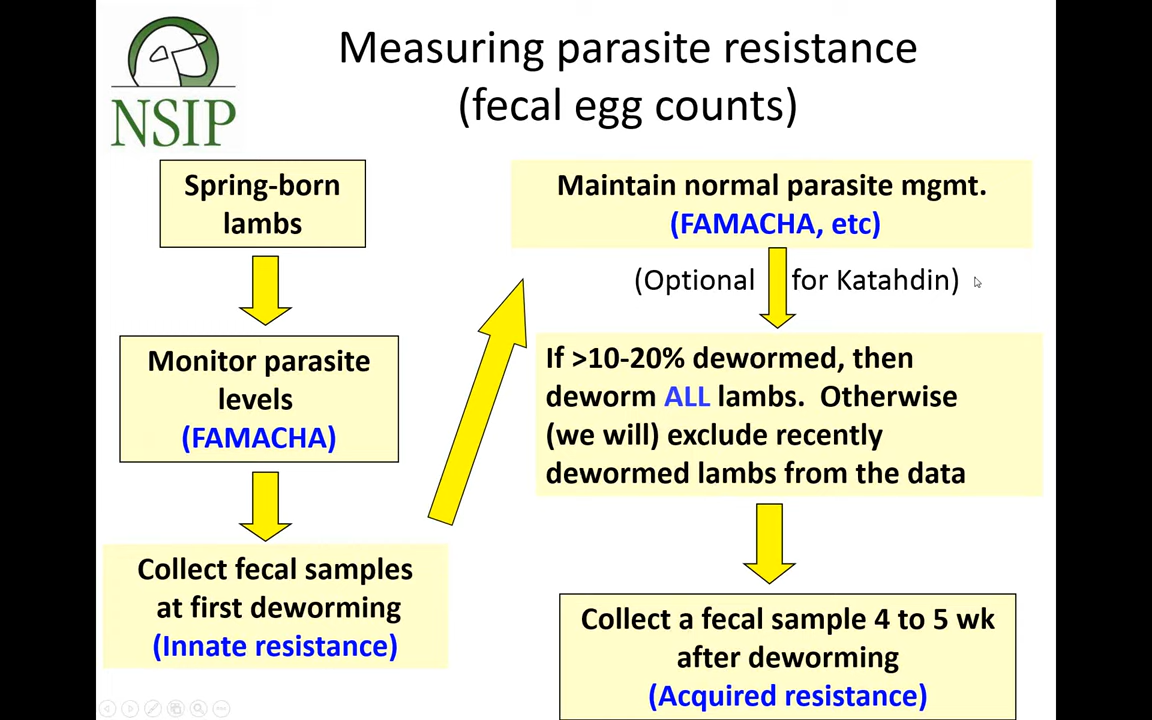 NSIP
Measuring parasite resistance
(fecal egg counts)
Spring-born
lambs
Monitor parasite
levels
(FAMACHA)
Collect fecal samples
at first deworming
(Innate resistance)
Maintain normal parasite mgmt.
(FAMACHA, etc)
(Optional for Katahdin)
If >10-20% dewormed, then
deworm ALL lambs. Otherwise
(we will) exclude recently
dewormed lambs from the data
Collect a fecal sample 4 to 5 wk
after deworming
(Acquired resistance)